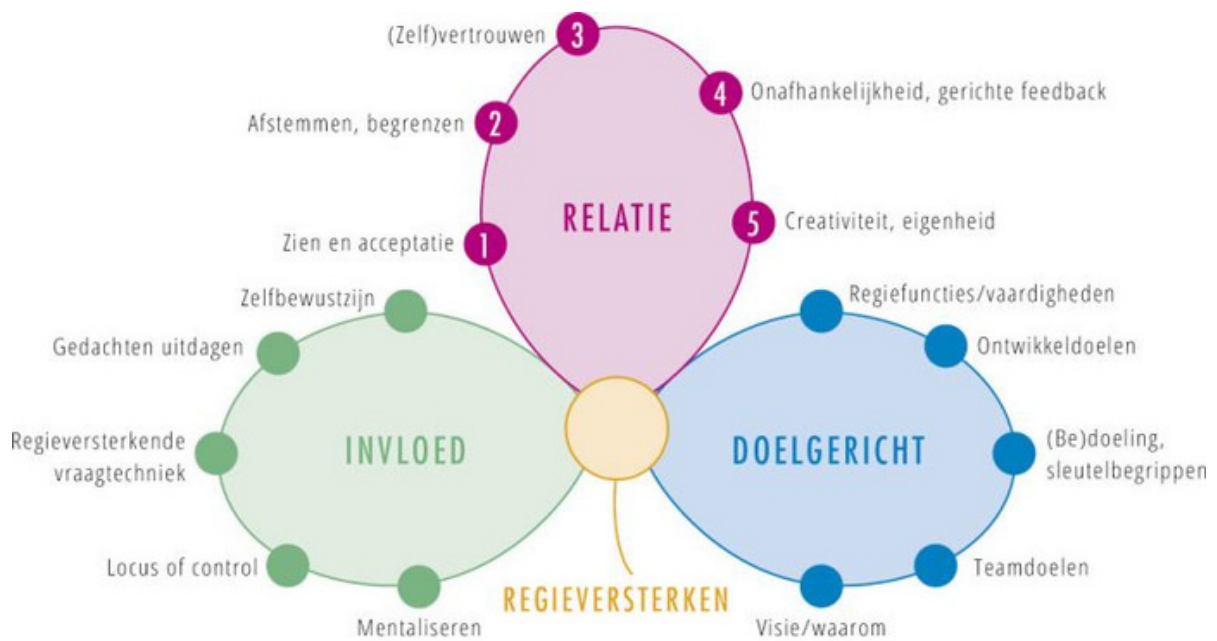 (Zelf)vertrouwen
3
4
Onafhankelijkheid, gerichte feedback
Afstemmen, begrenzen
2
RELATIE
5
Creativiteit, eigenheid
Zien en acceptatie
1
Zelfbewustzijn
Gedachten uitdagen
Regieversterkende
vraagtechniek
INVLOED
Locus of control
Mentaliseren
Regiefuncties/vaardigheden
Ontwikkeldoelen
DOELGERICHT
(Be)doeling,
sleutelbegrippen
Teamdoelen
Visie/waarom
REGIEVERSTERKEN